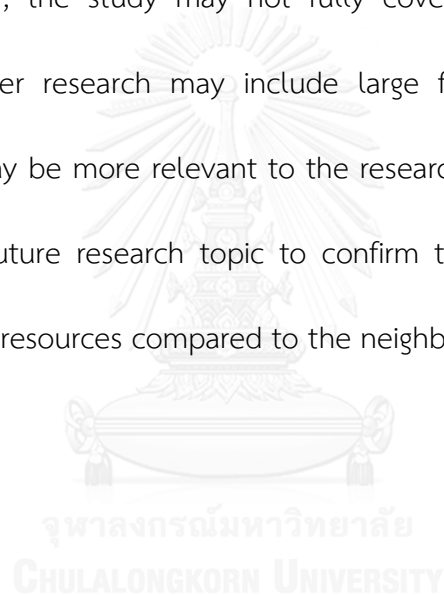 , the study may not fully cove
er research may include large f
y be more relevant to the researc
uture research topic to confirm t
resources compared to the neighb
จุฬาลงกรณ์มหาวิทยาลัย
CHULALONGKORN UNIVERSITY